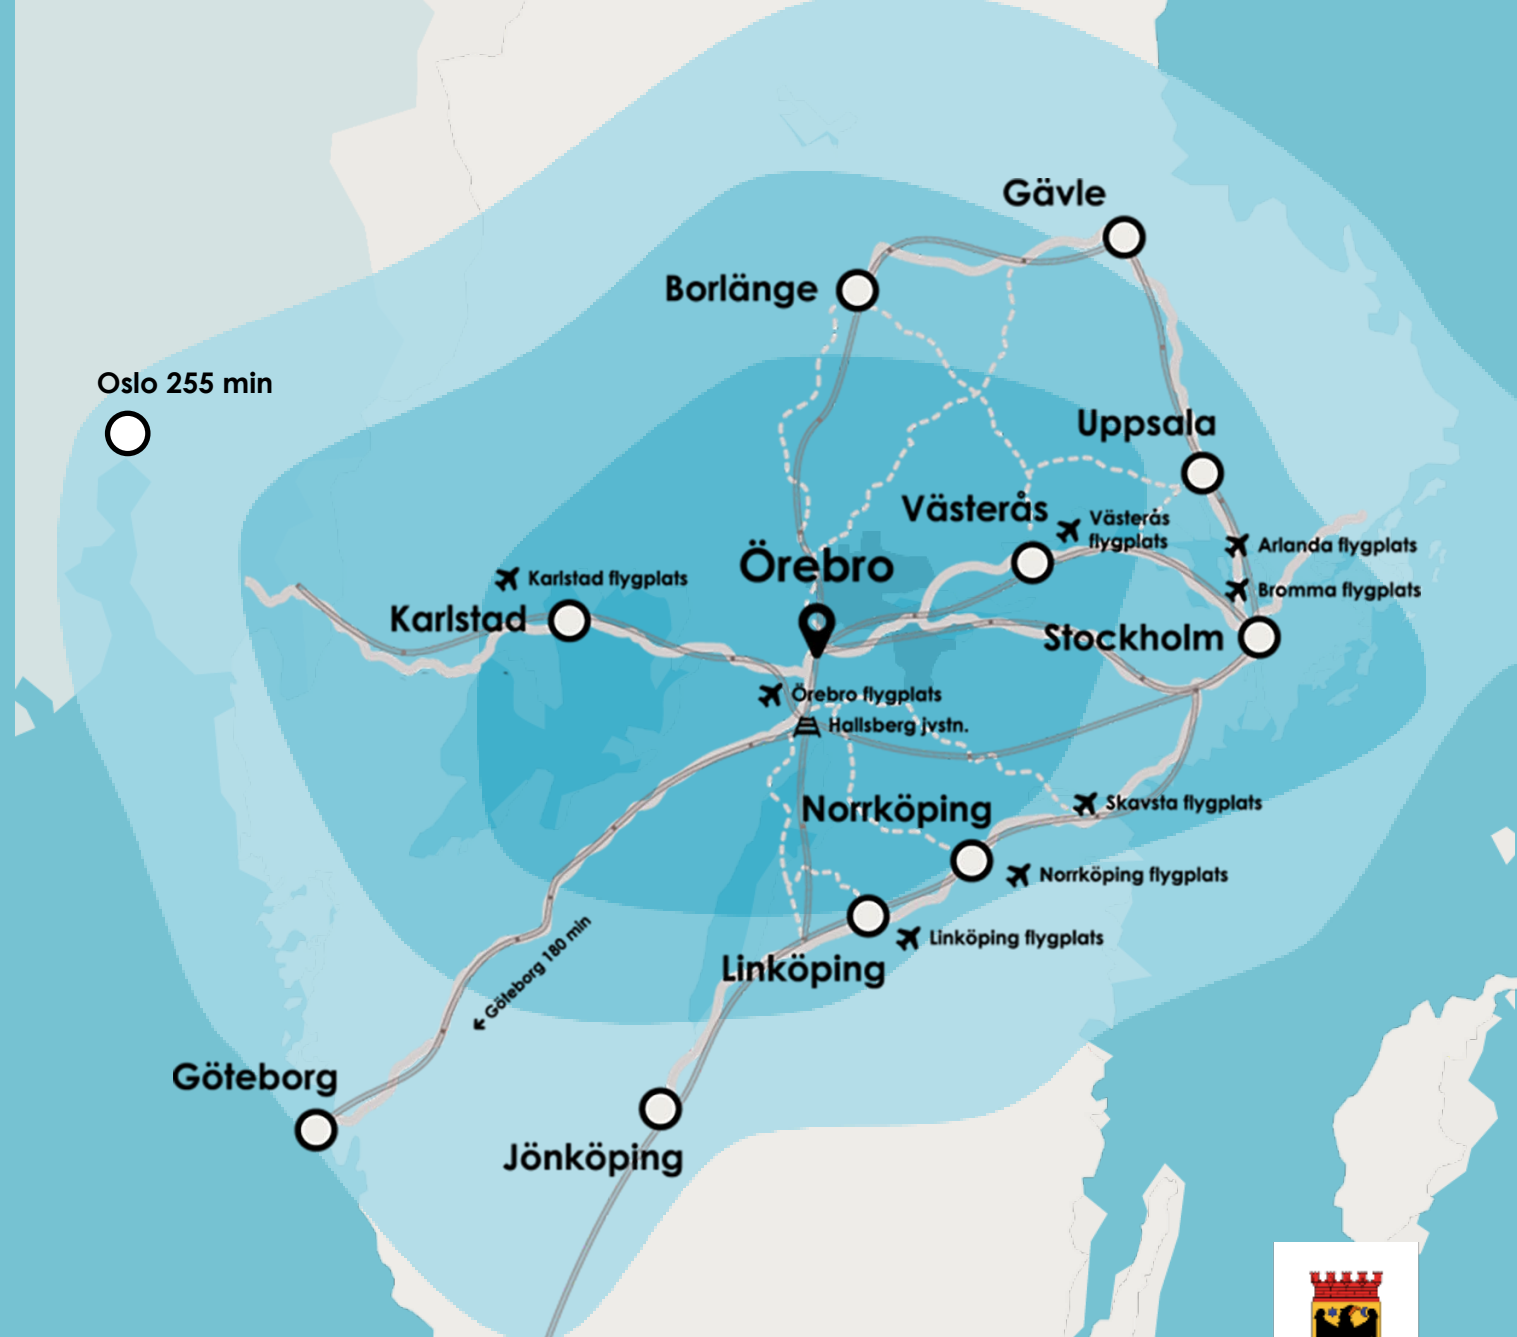 Gävle
Borlänge
Oslo 255 min
Uppsala
Västerås
Västerås
flygplats
Arlanda flygplats
Örebro
Karlstad flygplats
Bromma flygplats
Karlstad
Stockholm
Örebro flygplats
Hallsberg jvstn.
Norrköping
Skavsta flygplats
Norrköping flygplats
Linköping flygplats
Linköping
Göteborg 180 min
Göteborg
Jönköping